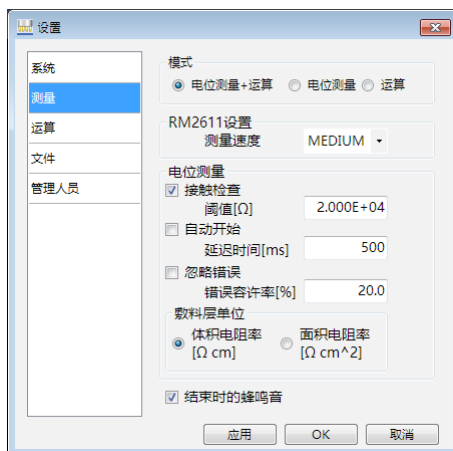 设置
系统
测量
运算
文件
管理人员
模式
电位测量+运算 电位测量 运算
RM2611设置
测量速度 MEDIUM
电位测量
接触检查
阈值[Ω] 2.000E+04
自动开始
延迟时间[ms] 500
忽略错误
错误容许率[%] 20.0
敷料层单位
体积电阻率 面积电阻率
[Ω cm] [Ω cm^2]
结束时的蜂鸣音
应用 OK 取消